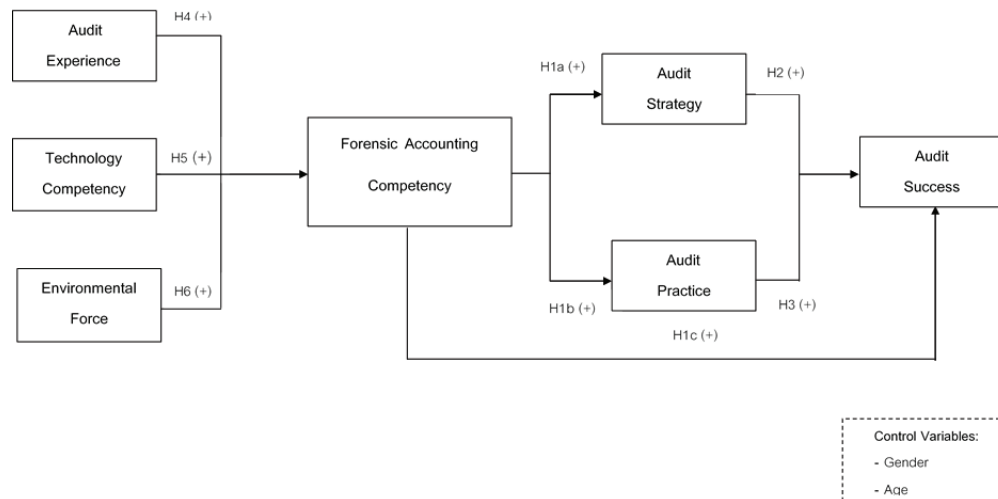 H4 (+)
Audit
Experience
H5 (+)
Technology
Competency
H6 (+)
Environmental
Force
Forensic Accounting
Competency
H1a (+)
Audit
Strategy
H2 (+)
H1b (+)
Audit
Practice
H3 (+)
H1c (+)
Audit
Success
Control Variables:
- Gender
- Age